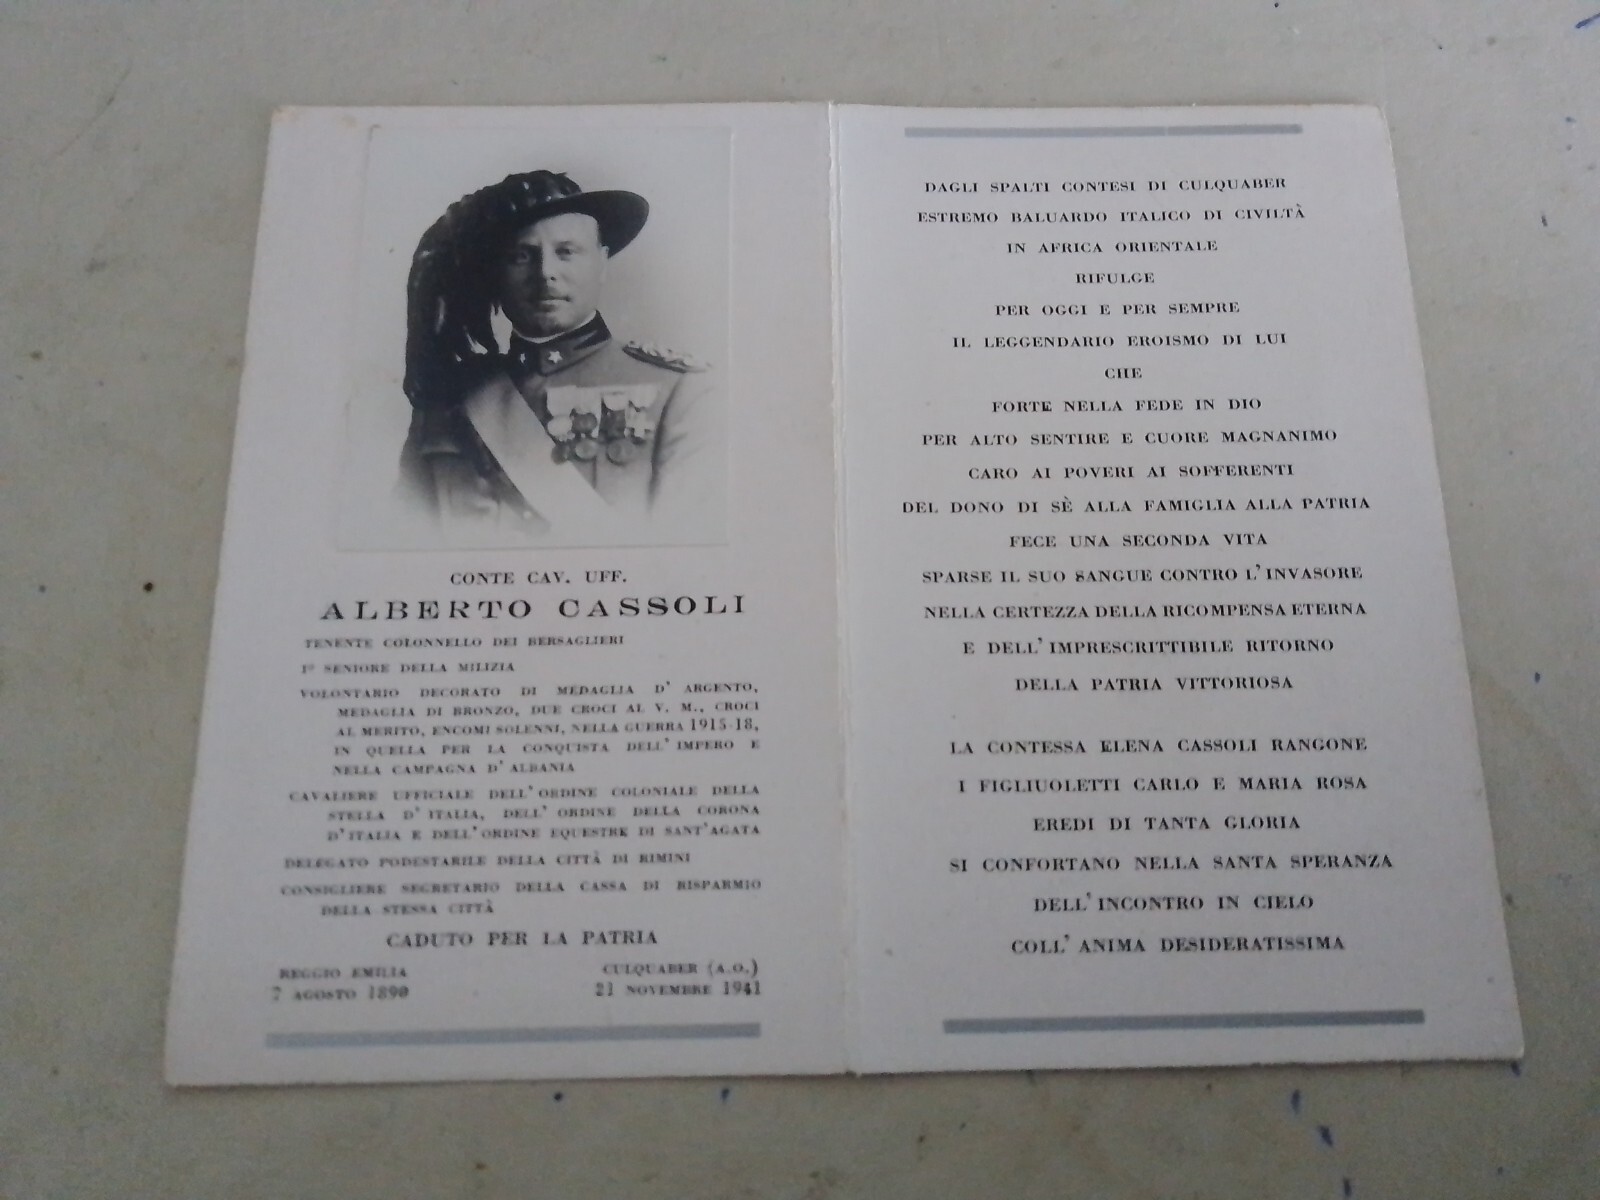 CONTE CAV. UFF.
ALBERTO CASSOLI
TENENTE COLONNELLO DEI BERSAGLIERI
1º SENIORE DELLA MILIZIA
VOLONTARIO DECORATO DI MEDAGLIA D' ARGENTO,
MEDAGLIA DI BRONZO, DUE CROCI AL V. M., CROCI
AL MERITO, ENCOMI SOLENNI, NELLA GUERRA 1915-18,
IN QUELLA PER LA CONQUISTA DELL' IMPERO E
NELLA CAMPAGNA D' ALBANIA
CAVALIERE UFFICIALE DELL' ORDINE COLONIALE DELLA
STELLA D' ITALIA, DELL' ORDINE DELLA CORONA
D'ITALIA E DELL' ORDINE EQUESTRE DI SANT'AGATA
DELEGATO PODESTARILE DELLA CITTÀ DI RIMINI
CONSIGLIERE SEGRETARIO DELLA CASSA DI RISPARMIO
DELLA STESSA CITTÀ
CADUTO PER LA PATRIA
REGGIO EMILIA
7 AGOSTO 1890
CULQUABER (A.O.)
21 NOVEMBRE 1941
DAGLI SPALTI CONTESI DI CULQUABER
ESTREMO BALUARDO ITALICO DI CIVILTÀ
IN AFRICA ORIENTALE
RIFULGE
PER OGGI E PER SEMPRE
IL LEGGENDARIO EROISMO DI LUI
CHE
FORTE NELLA FEDE IN DIO
PER ALTO SENTIRE E CUORE MAGNANIMO
CARO AI POVERI AI SOFFERENTI
DEL DONO DI SÈ ALLA FAMIGLIA ALLA PATRIA
FECE UNA SECONDA VITA
SPARSE IL SUO SANGUE CONTRO L'INVASORE
NELLA CERTEZZA DELLA RICOMPENSA ETERNA
E DELL' IMPRESCRITTIBILE RITORNO
DELLA PATRIA VITTORIOSA
LA CONTESSA ELENA CASSOLI RANGONE
I FIGLIUOLETTI CARLO E MARIA ROSA
EREDI DI TANTA GLORIA
SI CONFORTANO NELLA SANTA SPERANZA
DELL' INCONTRO IN CIELO
COLL' ANIMA DESIDERATISSIMA